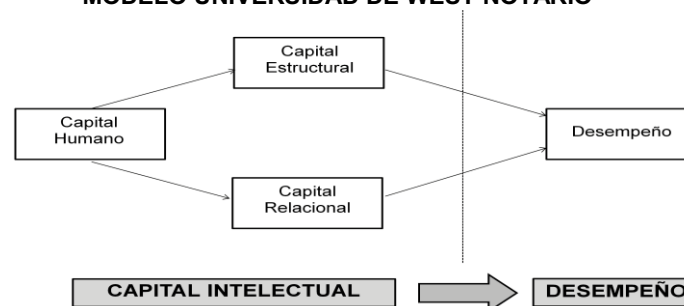 MODELO UNIVERSIDAD DE WEST NOTARIO
Capital
Estructural
Capital
Humano
Desempeño
Capital
Relacional
CAPITAL INTELECTUAL
DESEMPEÑO